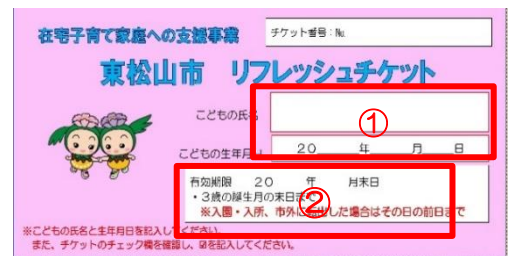 在宅子育て家庭への支援事業
チケット番号：№
東松山市 リフレッシュチケット
こどもの氏名
①
こどもの生年月日
20 年 月 日
有効期限 20 年 月末日
・3歳の誕生月の末日まで
②
※入園・入所、市外に転出した場合はその日の前日まで
※こどもの氏名と生年月日を記入してください。
また、チケットのチェック欄を確認し、☑を記入してください。